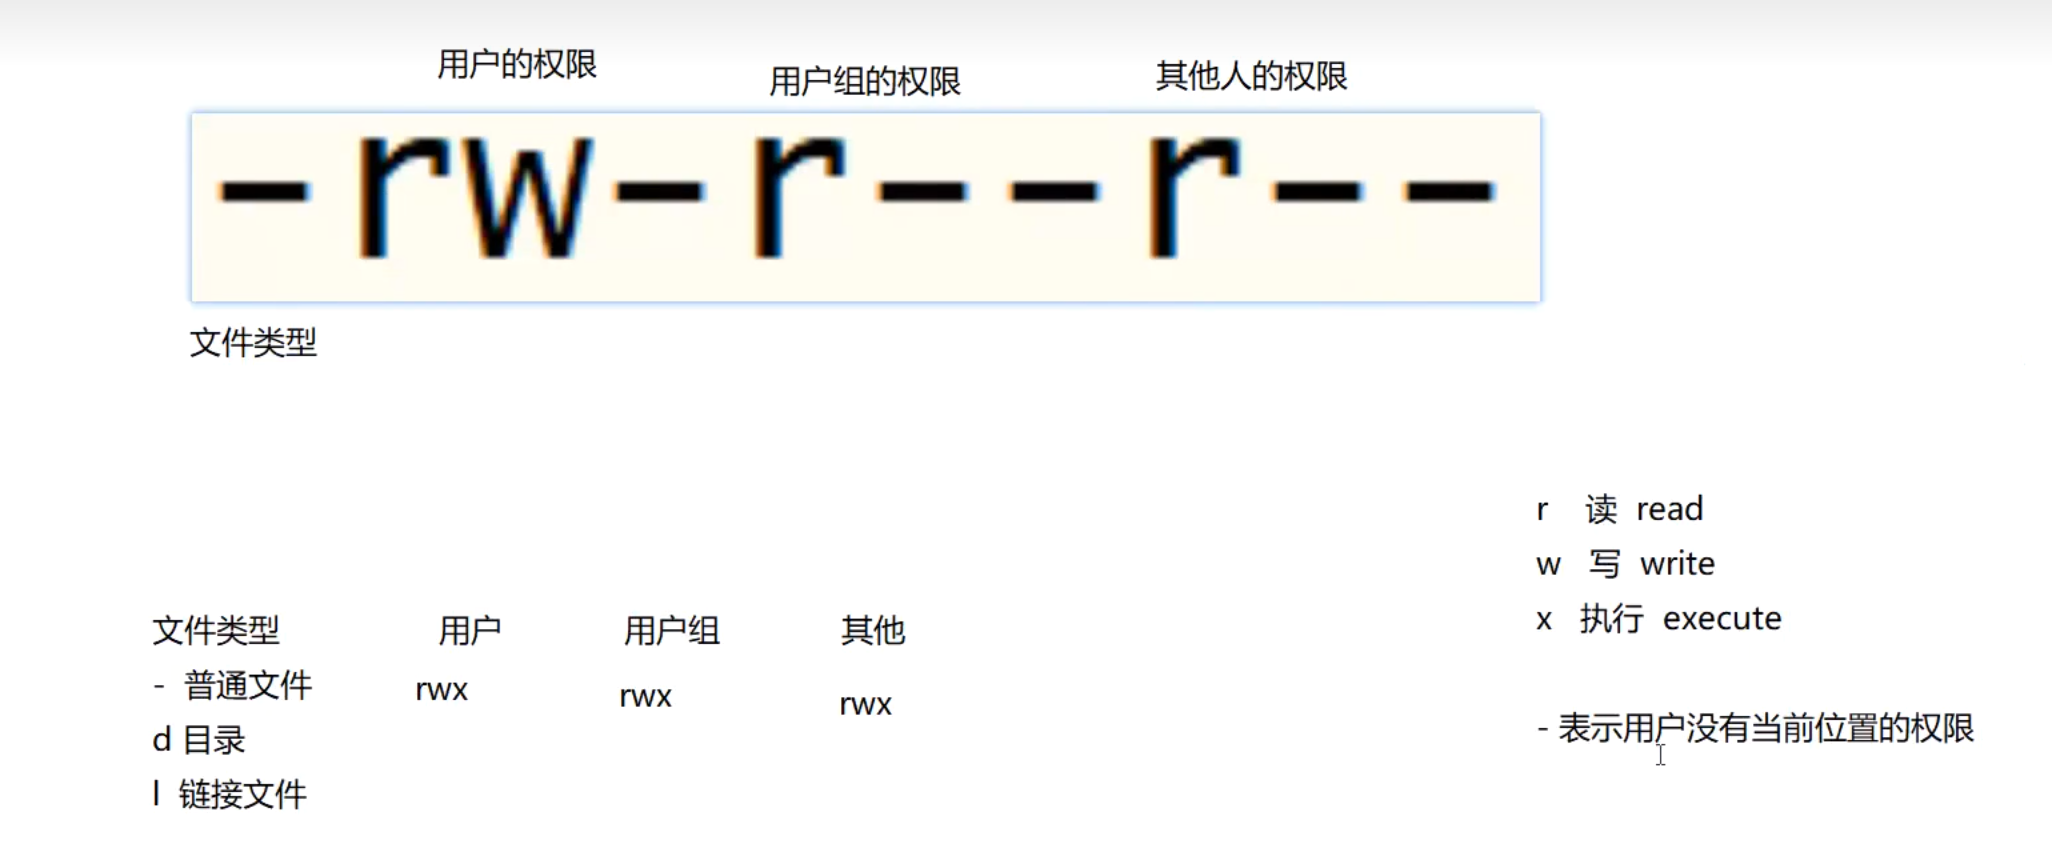 用户的权限
用户组的权限
其他人的权限
-rw-r--r--
文件类型
r 读 read
w 写 write
x 执行 execute
- 表示用户没有当前位置的权限
文件类型 用户 用户组 其他
- 普通文件 rwx rwx rwx
d 目录
l 链接文件